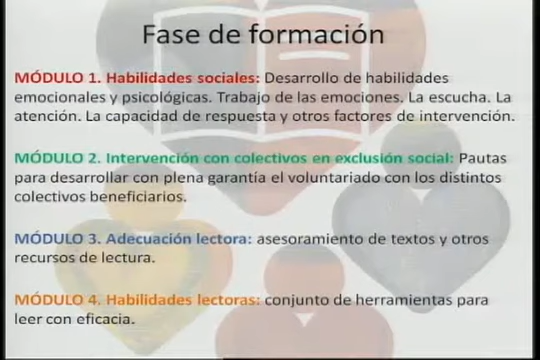 Fase de formación
MÓDULO 1. Habilidades sociales: Desarrollo de habilidades
emocionales y psicológicas. Trabajo de las emociones. La escucha. La
atención. La capacidad de respuesta y otros factores de intervención.
MÓDULO 2. Intervención con colectivos en exclusión social: Pautas
para desarrollar con plena garantía el voluntariado con los distintos
colectivos beneficiarios.
MÓDULO 3. Adecuación lectora: asesoramiento de textos y otros
recursos de lectura.
MÓDULO 4. Habilidades lectoras: conjunto de herramientas para
leer con eficacia.